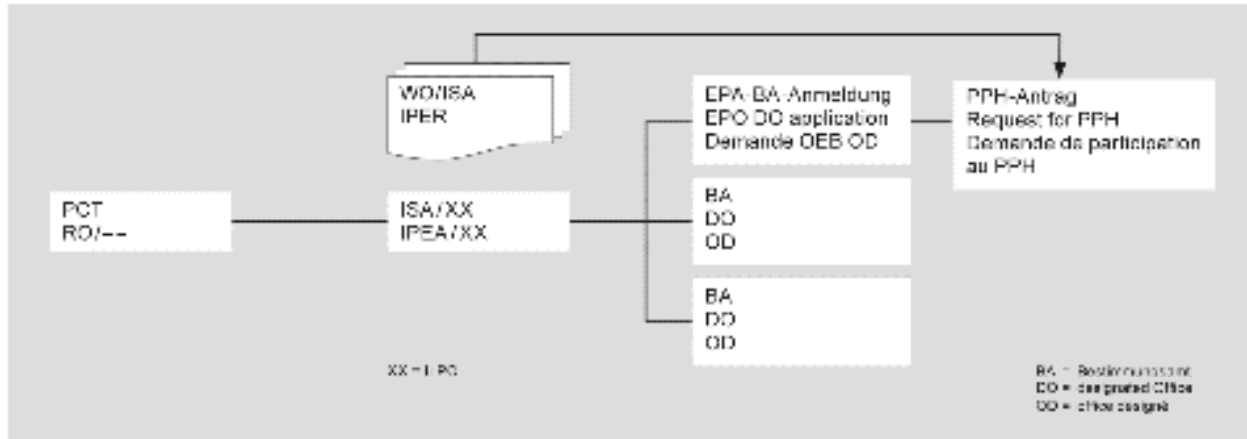 WO/ISA
IPER
EPA-BA-Anmeldung
EPO DO application
Demande OEB OD
PPH-Antrag
Request for PPH
Demande de participation
au PPH
PCT
RO/––
ISA/XX
IPEA/XX
BA
DO
OD
BA
DO
OD
XX =
BA = Bestimmungsamt
DO = designated Office
OD = office désigné